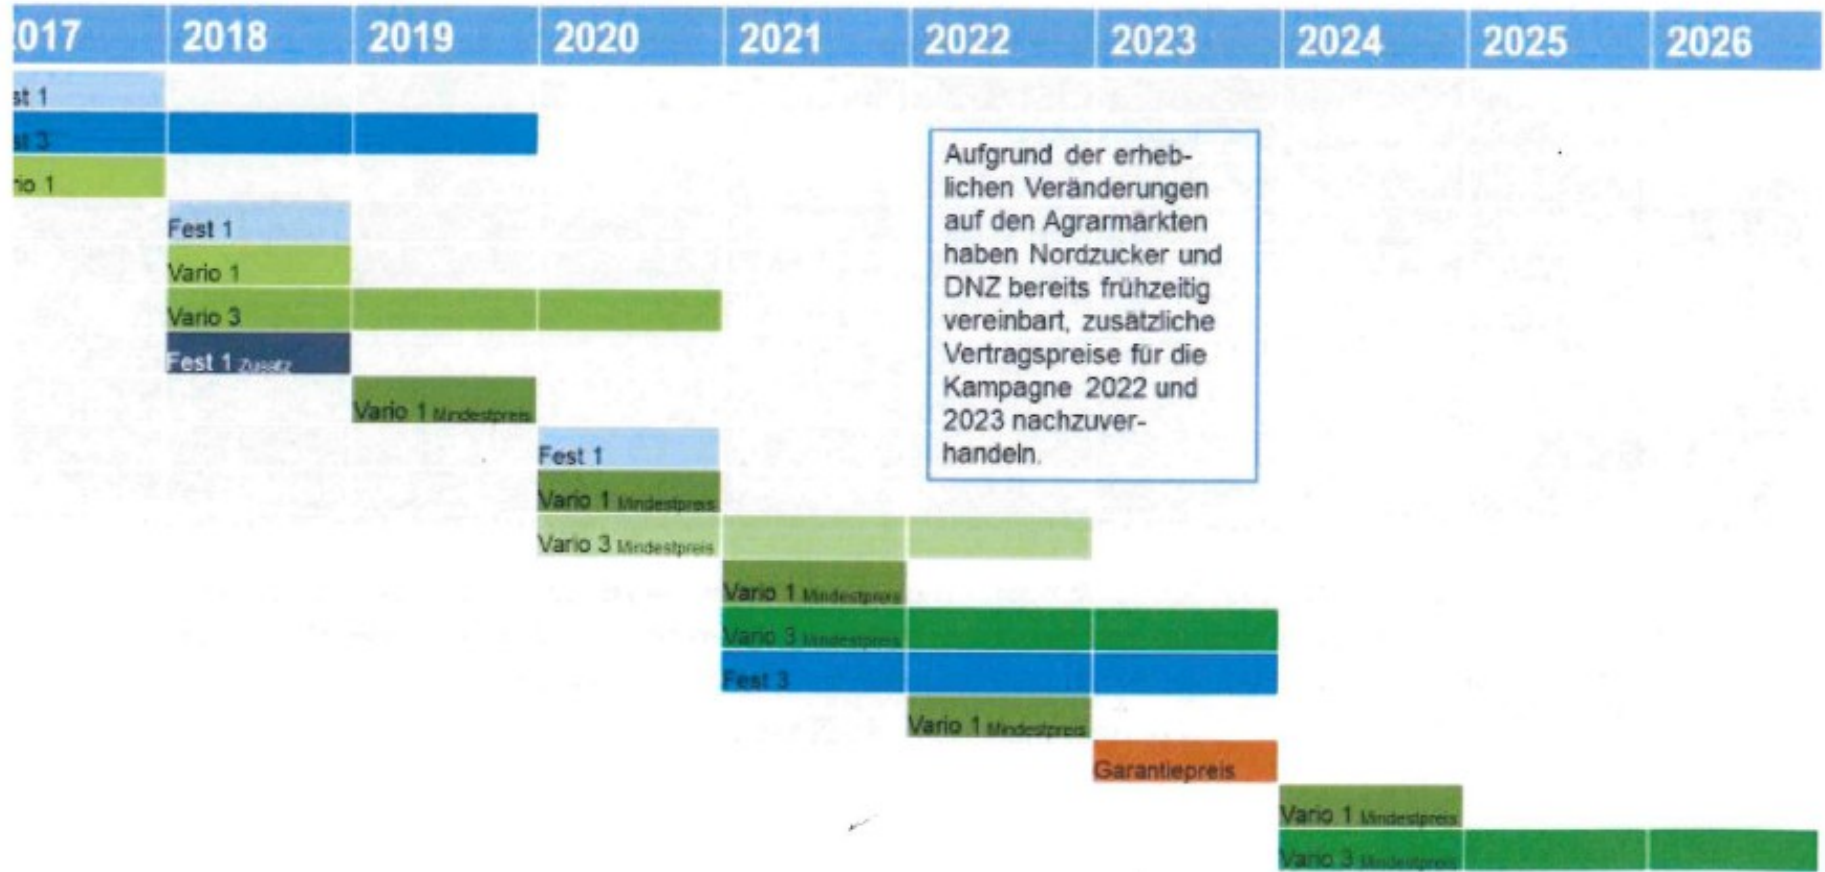 017 2018 2019 2020 2021 2022 2023 2024 2025 2026
st 1
st 3
rio 1
Fest 1
Vario 1
Vario 3
Fest 1 Zusatz
Vario 1 Mindestpreis
Fest 1
Vario 1 Mindestpreis
Vario 3 Mindestpreis
Vario 1 Mindestpreis
Vario 3 Mindestpreis
Fest 3
Vario 1 Mindestpreis
Garantiepreis
Vario 1 Mindestpreis
Vario 3 Mindestpreis
Aufgrund der erheb-
lichen Veränderungen
auf den Agrarmärkten
haben Nordzucker und
DNZ bereits frühzeitig
vereinbart, zusätzliche
Vertragspreise für die
Kampagne 2022 und
2023 nachzuver-
handeln.